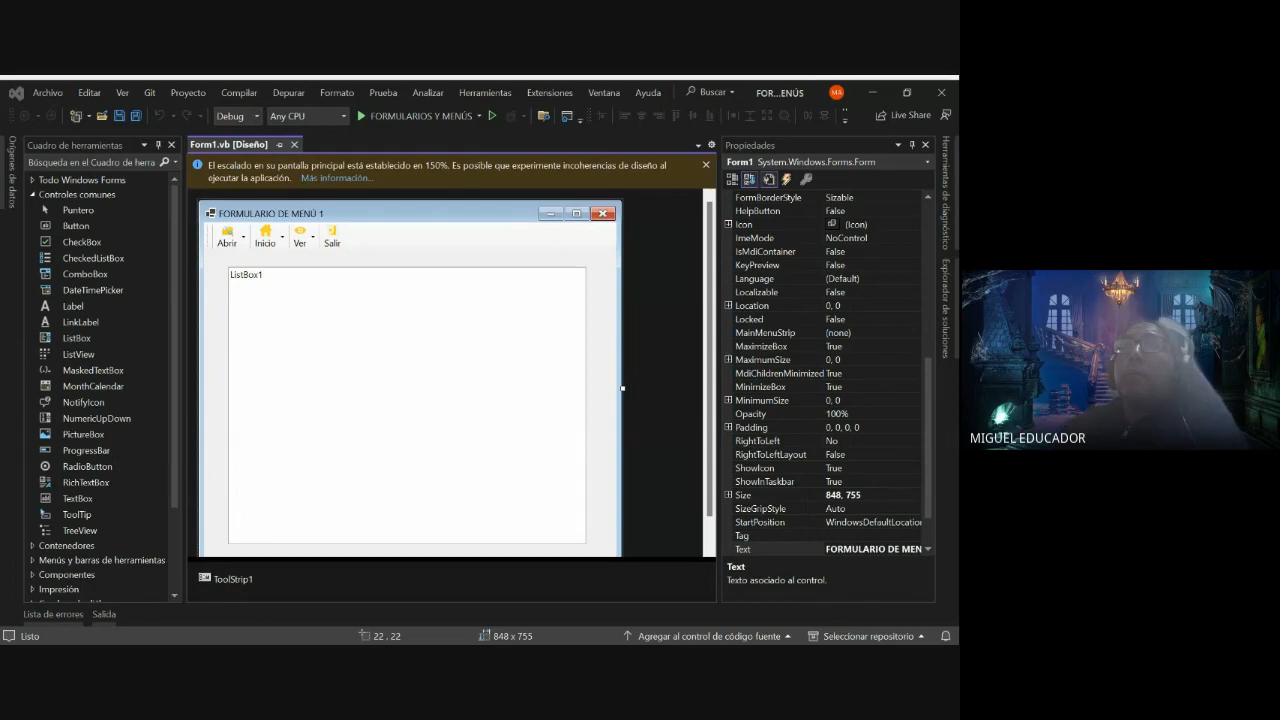 Archivo Editar Ver Git Proyecto Compilar Depurar Formato Prueba Analizar Herramientas Extensiones Ventana Ayuda Buscar FOR...ENÚS MA
Debug Any CPU FORMULARIOS Y MENÚS Live Share
Orígenes de datos
Cuadro de herramientas
Búsqueda en el Cuadro de herra
Todo Windows Forms
Controles comunes
Puntero
Button
CheckBox
CheckedListBox
ComboBox
DateTimePicker
Label
LinkLabel
ListBox
ListView
MaskedTextBox
MonthCalendar
NotifyIcon
NumericUpDown
PictureBox
ProgressBar
RadioButton
RichTextBox
TextBox
ToolTip
TreeView
Contenedores
Menús y barras de herramientas
Componentes
Impresión
Form1.vb [Diseño]
El escalado en su pantalla principal está establecido en 150%. Es posible que experimente incoherencias de diseño al
ejecutar la aplicación. Más información...
FORMULARIO DE MENÚ 1
Abrir Inicio Ver Salir
ListBox1
ToolStrip1
Propiedades
Form1 System.Windows.Forms.Form
FormBorderStyle Sizable
HelpButton False
Icon (Icon)
ImeMode NoControl
IsMdiContainer False
KeyPreview False
Language (Default)
Localizable False
Location 0, 0
Locked False
MainMenuStrip (none)
MaximizeBox True
MaximumSize 0, 0
MdiChildrenMinimized True
MinimizeBox True
MinimumSize 0, 0
Opacity 100%
Padding 0, 0, 0, 0
RightToLeft No
RightToLeftLayout False
ShowIcon True
ShowInTaskbar True
Size 848, 755
SizeGripStyle Auto
StartPosition WindowsDefaultLocatio
Tag
Text FORMULARIO DE MEN
Text
Texto asociado al control.
Herramientas de diagnóstico
Explorador de soluciones
Lista de errores Salida
Listo 22 , 22 848 x 755 Agregar al control de código fuente Seleccionar repositorio
MIGUEL EDUCADOR